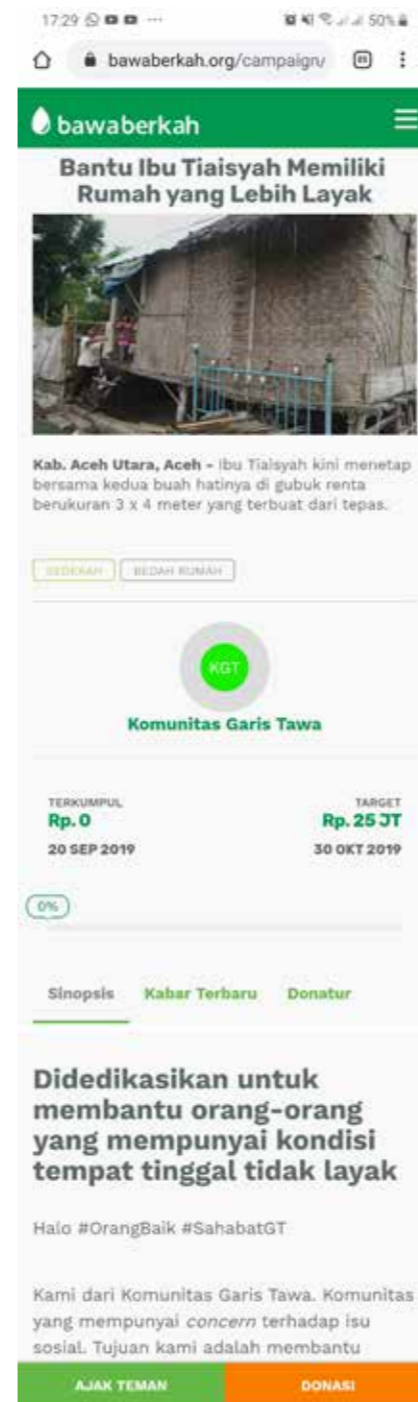 17:29
50%
bawaberkah.org/campaign/
bawaberkah
Bantu Ibu Tiaisyah Memiliki
Rumah yang Lebih Layak
Kab. Aceh Utara, Aceh - Ibu Tiaisyah kini menetap
bersama kedua buah hatinya di gubuk renta
berukuran 3 x 4 meter yang terbuat dari tepas.
SEDEKAH BEDAH RUMAH
KGT
Komunitas Garis Tawa
TERKUMPUL TARGET
Rp. 0 Rp. 25 JT
20 SEP 2019 30 OKT 2019
0%
Sinopsis Kabar Terbaru Donatur
Didedikasikan untuk
membantu orang-orang
yang mempunyai kondisi
tempat tinggal tidak layak
Halo #OrangBaik #SahabatGT
Kami dari Komunitas Garis Tawa. Komunitas
yang mempunyai concern terhadap isu
sosial. Tujuan kami adalah membantu
AJAK TEMAN DONASI